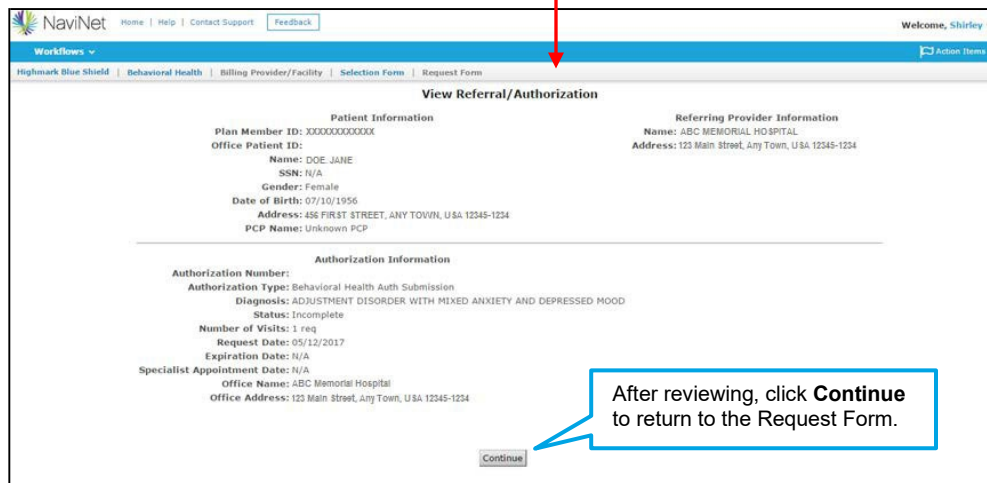 NaviNet Home | Help | Contact Support Feedback Welcome, Shirley
Workflows Action Items
Highmark Blue Shield | Behavioral Health | Billing Provider/Facility | Selection Form | Request Form
View Referral/Authorization
Patient Information
Plan Member ID: XXXXXXXXXXXX
Office Patient ID:
Name: DOE. JANE
SSN: N/A
Gender: Female
Date of Birth: 07/10/1956
Address: 456 FIRST STREET, ANY TOWN, USA 12345-1234
PCP Name: Unknown PCP
Referring Provider Information
Name: ABC MEMORIAL HOSPITAL
Address: 123 Main Street, Any Town, USA 12345-1234
Authorization Information
Authorization Number:
Authorization Type: Behavioral Health Auth Submission
Diagnosis: ADJUSTMENT DISORDER WITH MIXED ANXIETY AND DEPRESSED MOOD
Status: Incomplete
Number of Visits: 1 req
Request Date: 05/12/2017
Expiration Date: N/A
Specialist Appointment Date: N/A
Office Name: ABC Memorial Hospital
Office Address: 123 Main Street, Any Town, USA 12345-1234
After reviewing, click Continue
to return to the Request Form.
Continue